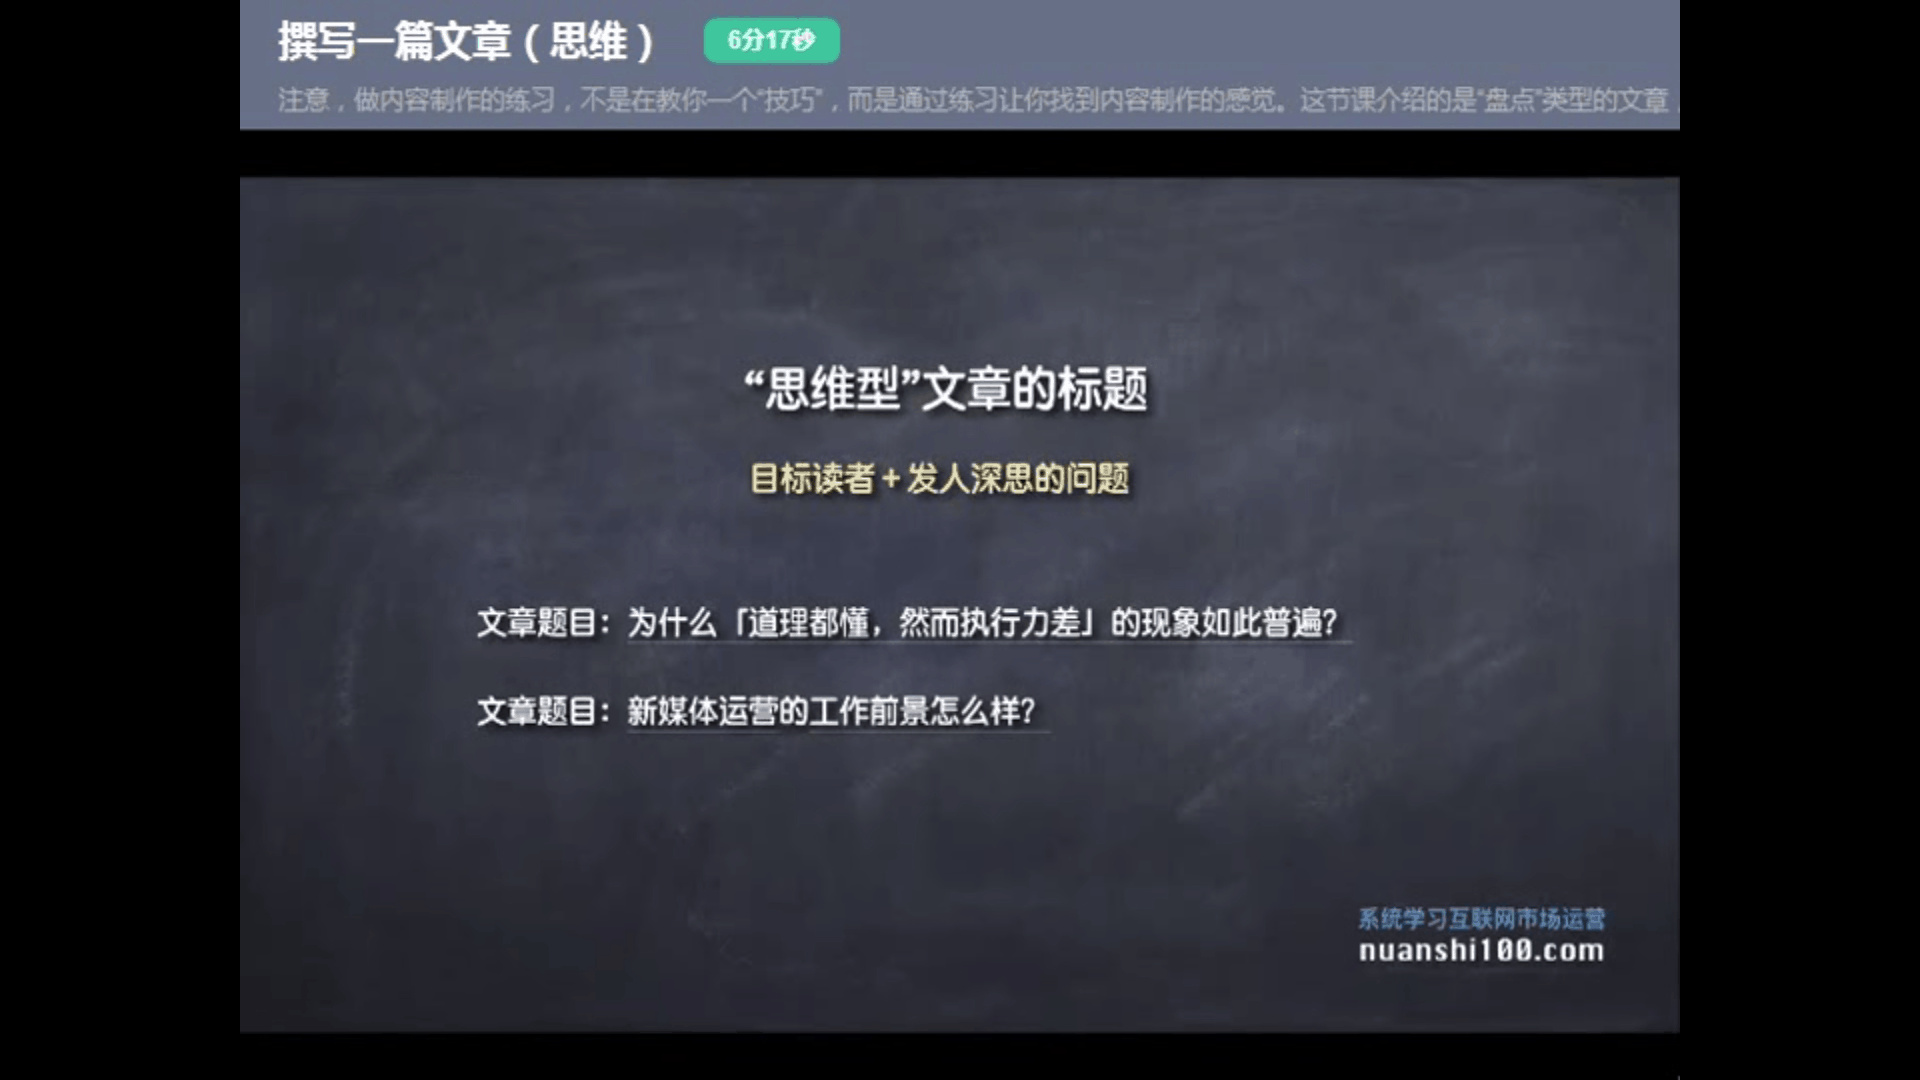 撰写一篇文章（思维）
6分17秒
注意，做内容制作的练习，不是在教你一个“技巧”，而是通过练习让你找到内容制作的感觉。这节课介绍的是“盘点”类型的文章，
“思维型”文章的标题
目标读者＋发人深思的问题
文章题目：为什么「道理都懂，然而执行力差」的现象如此普遍？
文章题目：新媒体运营的工作前景怎么样？
系统学习互联网市场运营
nuanshi100.com